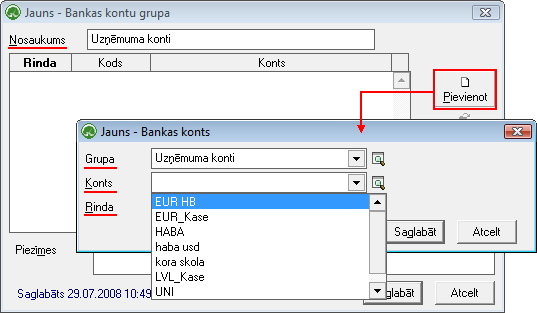 Jauns - Bankas kontu grupa
Nosaukums Uzņēmuma konti
Rinda Kods Konts
Pievienot
Jauns - Bankas konts
Grupa Uzņēmuma konti
Konts
EUR HB
Rinda
EUR_Kase
HABA
haba usd
kora skola
LVL_Kase
UNI
Saglabāt Atcelt
Piezīmes
Saglabāts 29.07.2008 10:49
glabāt Atcelt